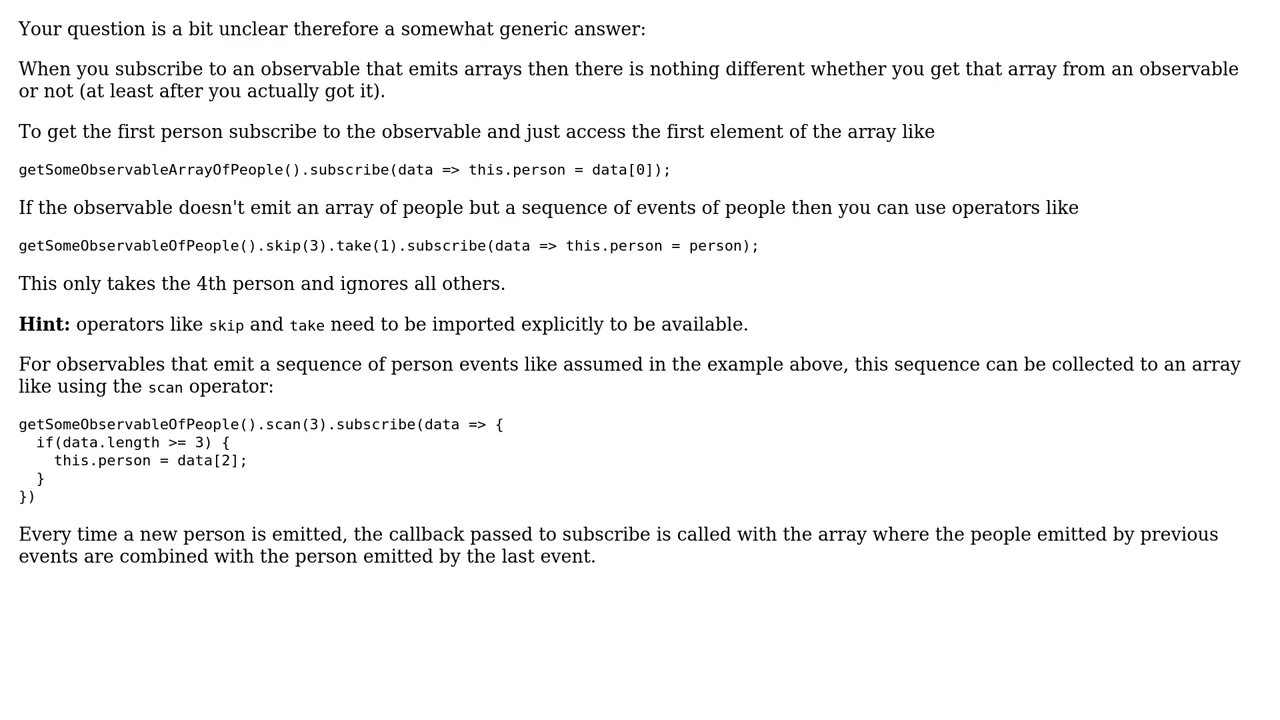 Your question is a bit unclear therefore a somewhat generic answer:
When you subscribe to an observable that emits arrays then there is nothing different whether you get that array from an observable
or not (at least after you actually got it).
To get the first person subscribe to the observable and just access the first element of the array like
getSomeObservableArrayOfPeople().subscribe(data => this.person = data[0]);
If the observable doesn't emit an array of people but a sequence of events of people then you can use operators like
getSomeObservableOfPeople().skip(3).take(1).subscribe(data => this.person = person);
This only takes the 4th person and ignores all others.
Hint: operators like skip and take need to be imported explicitly to be available.
For observables that emit a sequence of person events like assumed in the example above, this sequence can be collected to an array
like using the scan operator:
getSomeObservableOfPeople().scan(3).subscribe(data => {
  if(data.length >= 3) {
    this.person = data[2];
  }
})
Every time a new person is emitted, the callback passed to subscribe is called with the array where the people emitted by previous
events are combined with the person emitted by the last event.